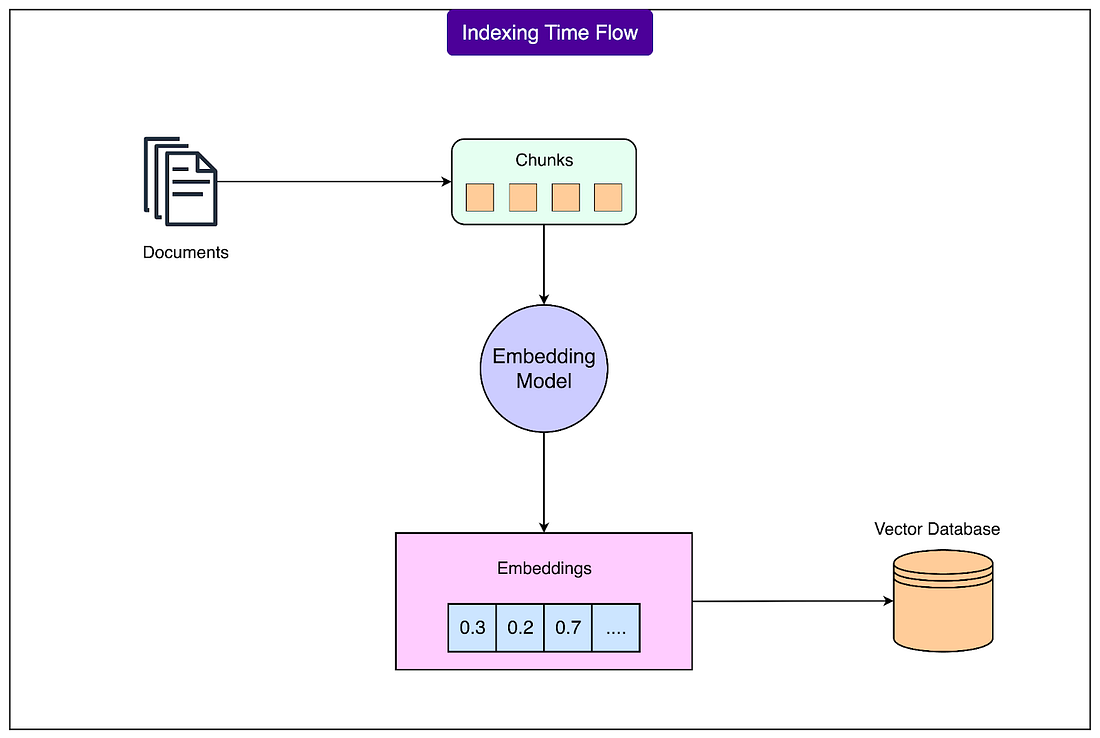 Indexing Time Flow
Chunks
Documents
Embedding
Model
Vector Database
Embeddings
0.3 0.2 0.7 ....